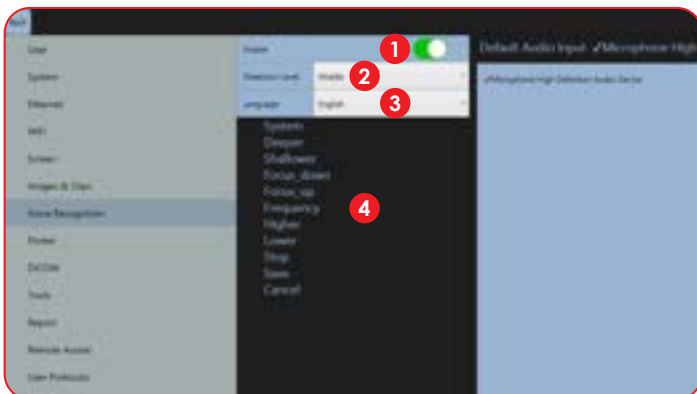 User
System
Ethernet
WiFi
Screen
Images & Clips
Voice Recognition
Printer
DICOM
Tools
Report
Remote Access
User Protocols
Enable
1
Detection Level
Middle
2
Language
English
3
System
Deeper
Shallower
Focus_down
Focus_up
Frequency
Higher
Lower
Stop
Save
Cancel
4
Default Audio Input: ✓Microphone High
✓Microphone High Definition Audio Device